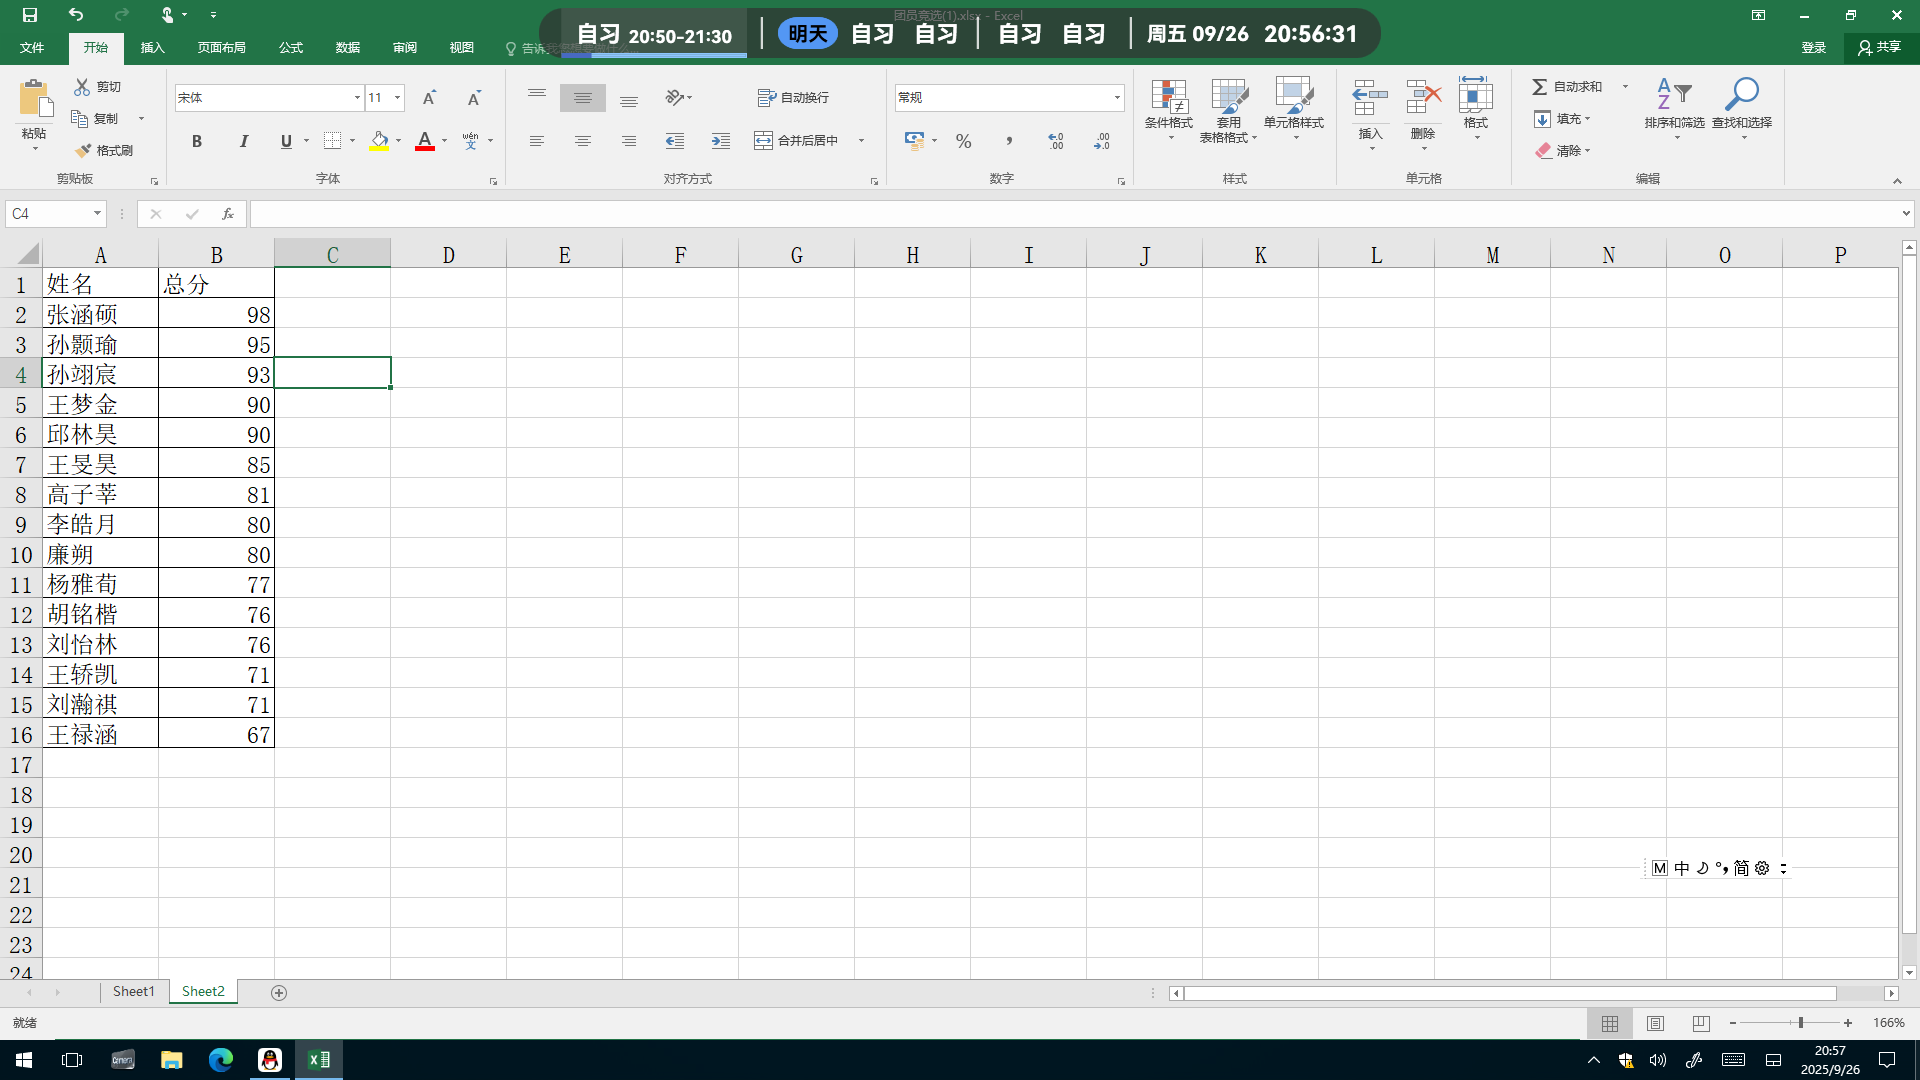 团员竞选(1).xlsx - Excel
自习 20:50-21:30 明天 自习 自习 自习 自习 周五 09/26 20:56:31
文件 开始 插入 页面布局 公式 数据 审阅 视图 告诉我您想要做什么... 登录 共享
粘贴 剪切 复制 格式刷 剪贴板
宋体 11 B I U A wén 文 字体
自动换行 合并后居中 对齐方式
常规 % 数字
条件格式 套用表格格式 单元格样式 样式
插入 删除 格式 单元格
自动求和 填充 清除 排序和筛选 查找和选择 编辑
C4 fx
A B C D E F G H I J K L M N O P
1 姓名 总分
2 张涵硕 98
3 孙颢瑜 95
4 孙翊宸 93
5 王梦金 90
6 邱林昊 90
7 王旻昊 85
8 高子莘 81
9 李皓月 80
10 廉朔 80
11 杨雅荀 77
12 胡铭楷 76
13 刘怡林 76
14 王轿凯 71
15 刘瀚祺 71
16 王禄涵 67
17
18
19
20
21
22
23
24
M 中 简
Sheet1 Sheet2
就绪 166%
20:57
2025/9/26